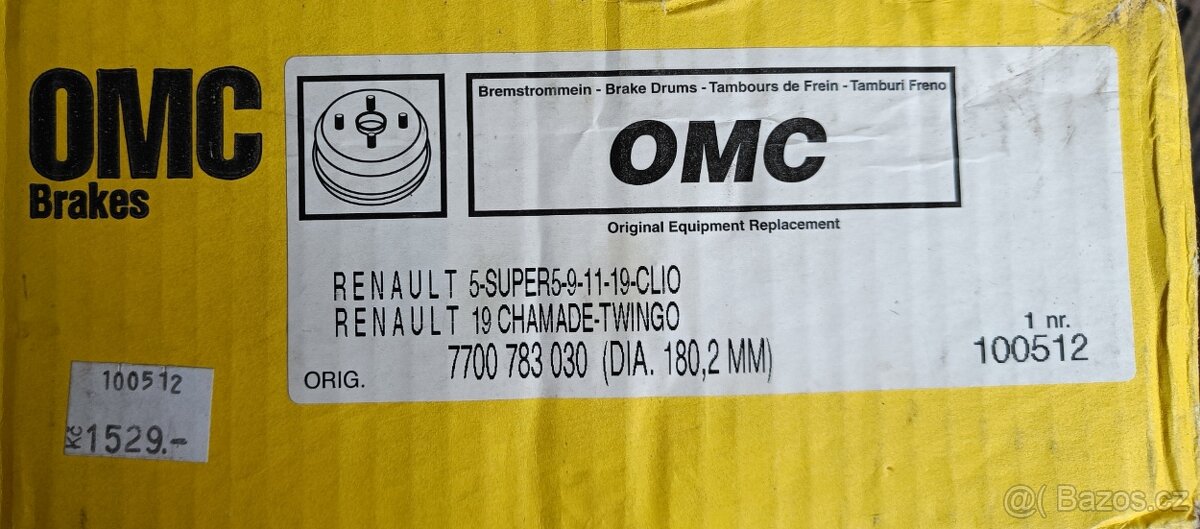 OMC
Brakes
Bremstrommein - Brake Drums - Tambours de Frein - Tamburi Freno
OMC
Original Equipment Replacement
RENAULT 5-SUPER5-9-11-19-CLIO
RENAULT 19 CHAMADE-TWINGO
ORIG. 7700 783 030 (DIA. 180,2 MM)
1 nr.
100512
100512
Kč 1529.-
@( Bazos.cz